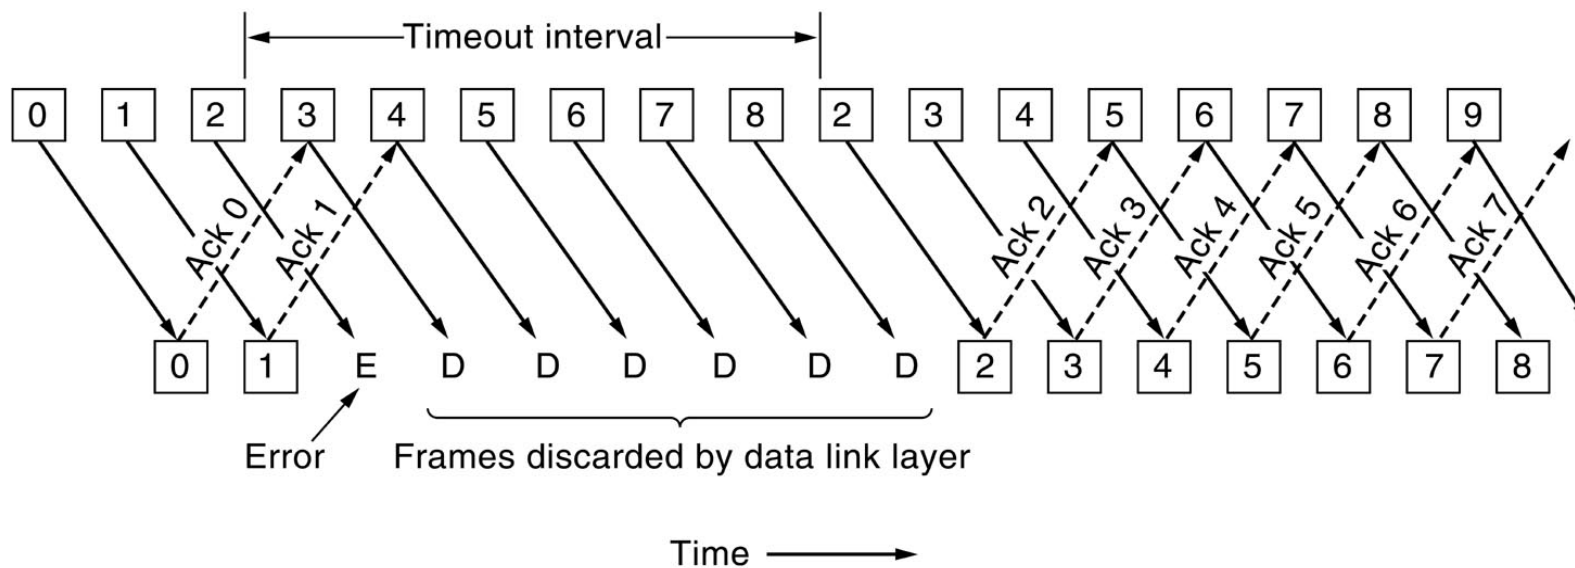 Timeout interval
0 1 2 3 4 5 6 7 8 2 3 4 5 6 7 8 9
Ack 0 Ack 1 Ack 2 Ack 3 Ack 4 Ack 5 Ack 6 Ack 7
0 1 E D D D D D D 2 3 4 5 6 7 8
Error Frames discarded by data link layer
Time